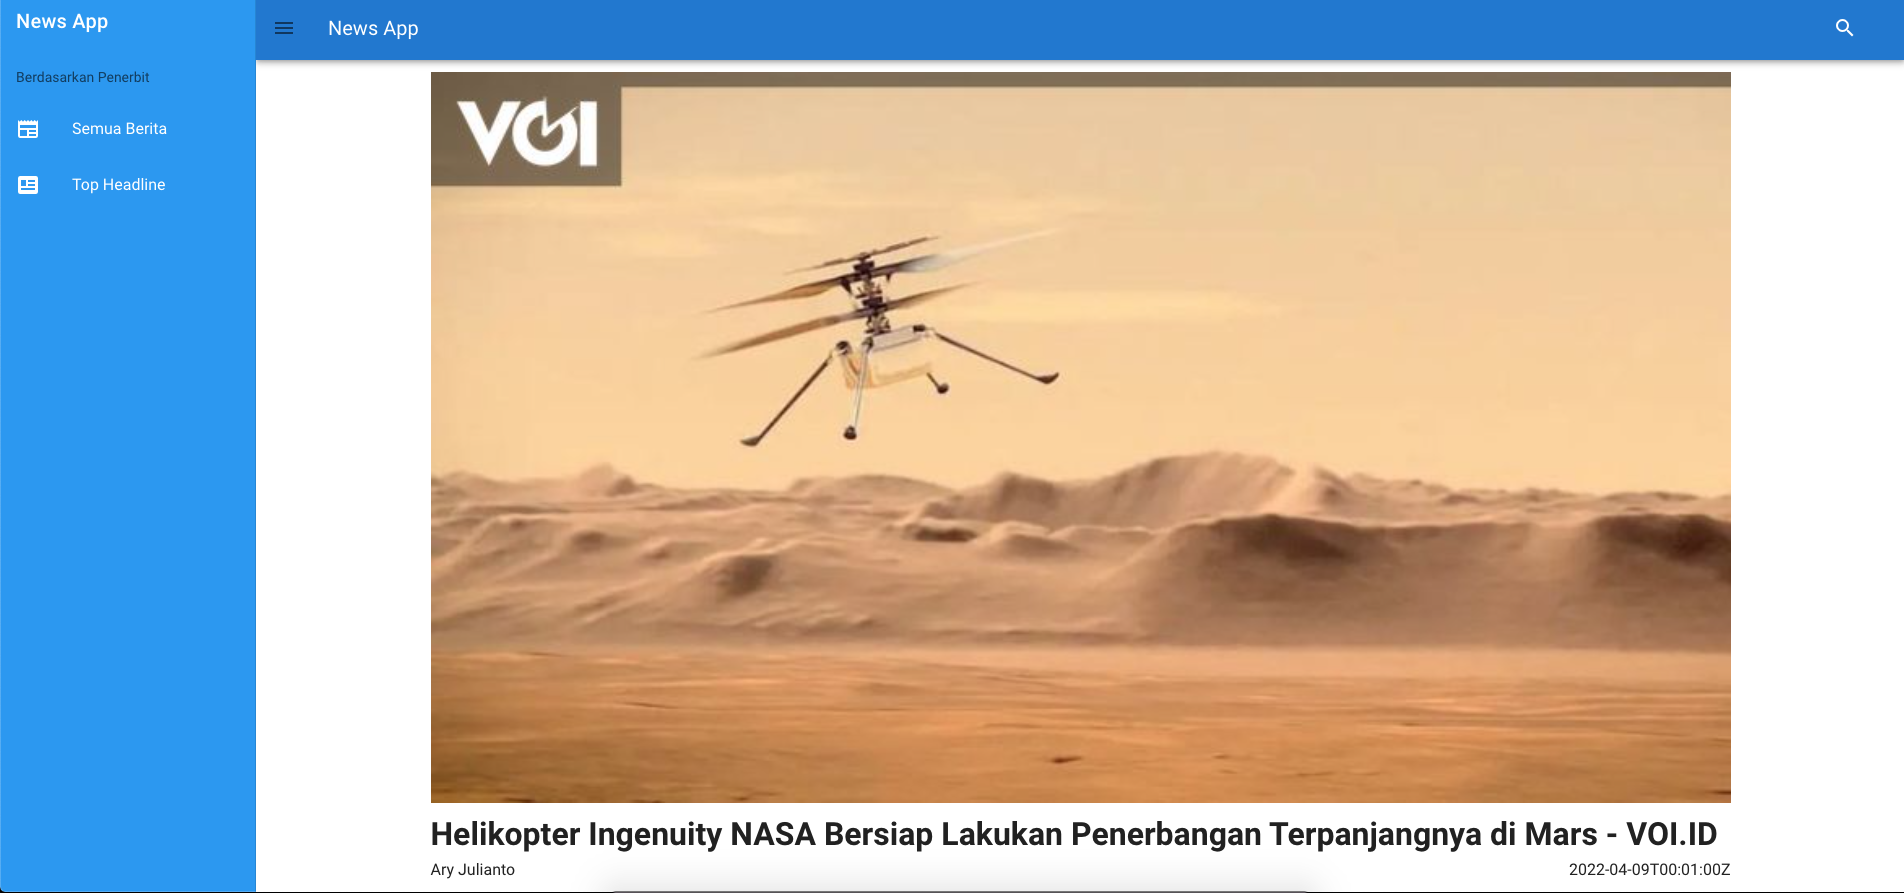 News App
Berdasarkan Penerbit
Semua Berita
Top Headline
News App
VOI
Helikopter Ingenuity NASA Bersiap Lakukan Penerbangan Terpanjangnya di Mars - VOI.ID
Ary Julianto
2022-04-09T00:01:00Z